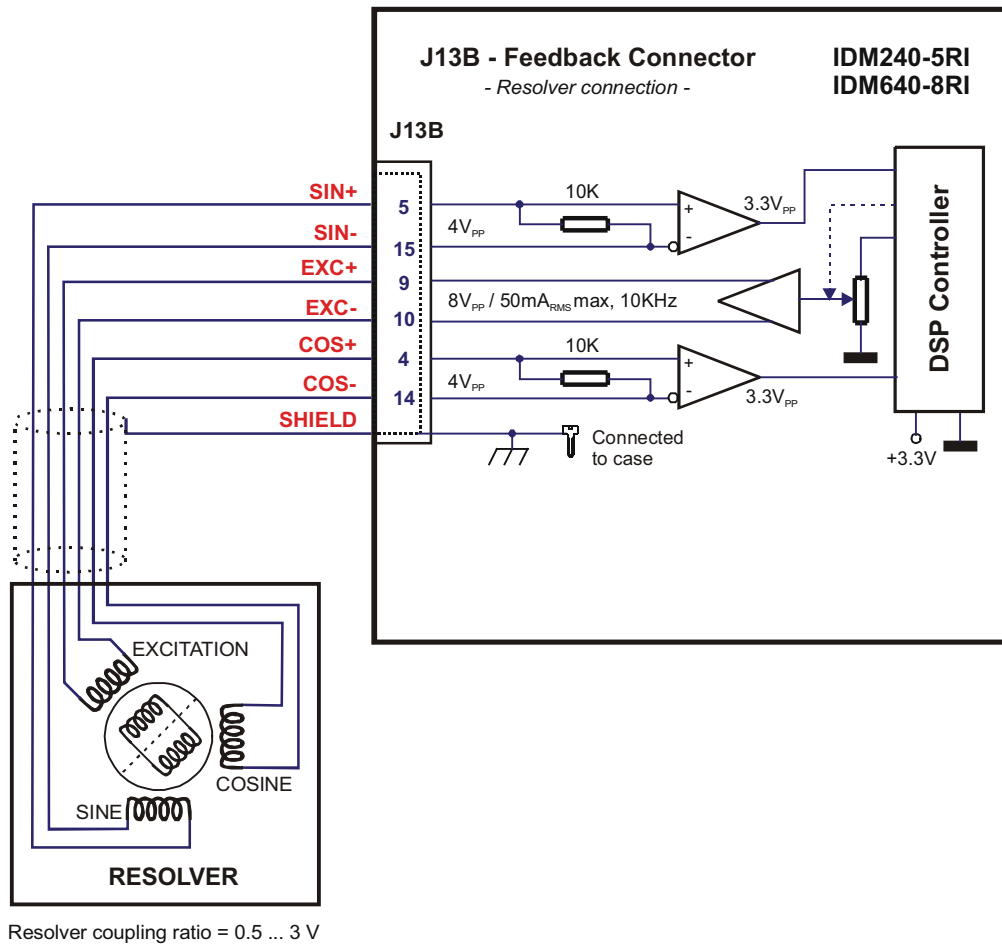 J13B - Feedback Connector
- Resolver connection -
IDM240-5RI
IDM640-8RI
J13B
SIN+
5
10K
3.3VPP
+
-
4VPP
SIN-
15
EXC+
9
8VPP / 50mARMS max, 10KHz
EXC-
10
COS+
4
10K
+
-
4VPP
3.3VPP
COS-
14
SHIELD
Connected
to case
DSP Controller
+3.3V
EXCITATION
COSINE
SINE
RESOLVER
Resolver coupling ratio = 0.5 ... 3 V